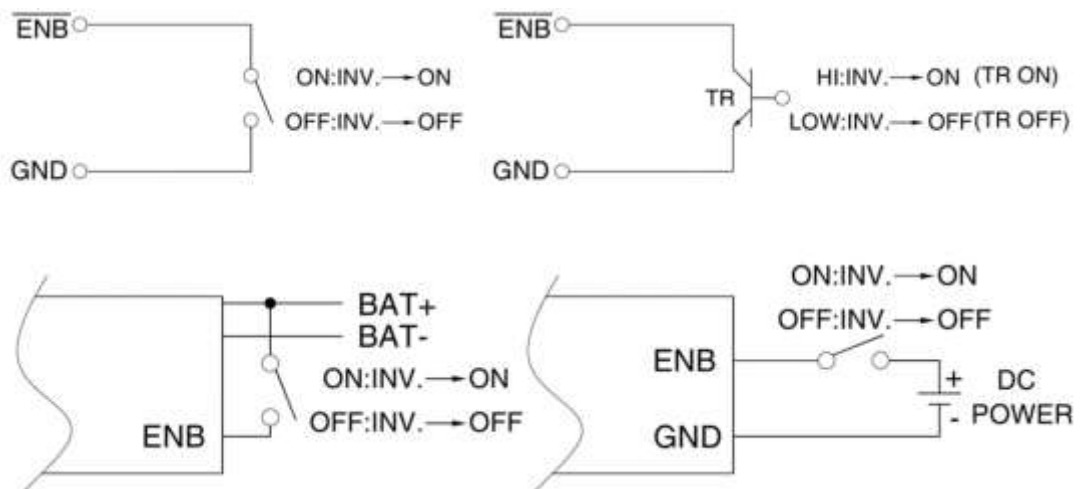 E̅N̅B̅
ON:INV.→ON
OFF:INV.→OFF
GND
E̅N̅B̅
TR
HI:INV.→ON (TR ON)
LOW:INV.→OFF(TR OFF)
GND
BAT+
BAT-
ON:INV.→ON
OFF:INV.→OFF
ENB
ON:INV.→ON
OFF:INV.→OFF
ENB
+
DC
POWER
-
GND